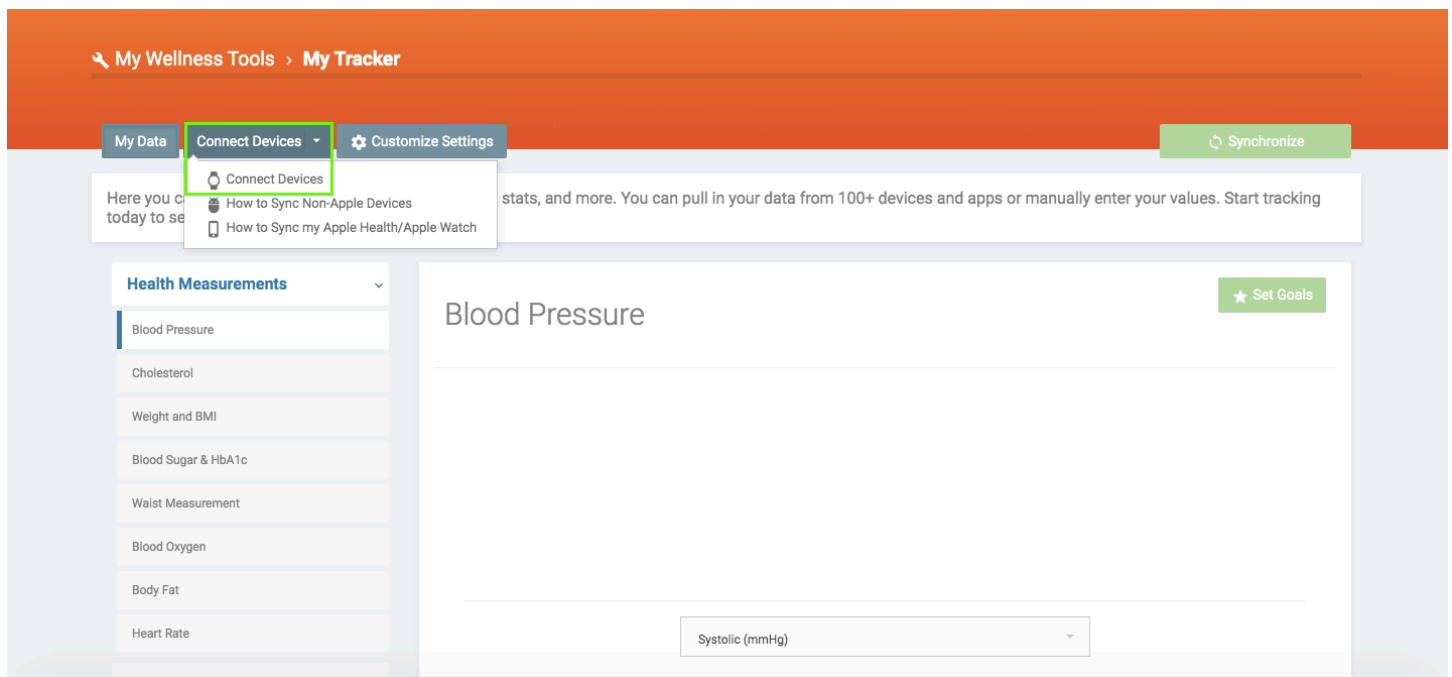 My Wellness Tools › My Tracker
My Data
Connect Devices
Customize Settings
Synchronize
Connect Devices
How to Sync Non-Apple Devices
How to Sync my Apple Health/Apple Watch
Here you c
stats, and more. You can pull in your data from 100+ devices and apps or manually enter your values. Start tracking
today to se
Health Measurements
Blood Pressure
Cholesterol
Weight and BMI
Blood Sugar & HbA1c
Waist Measurement
Blood Oxygen
Body Fat
Heart Rate
Blood Pressure
Set Goals
Systolic (mmHg)